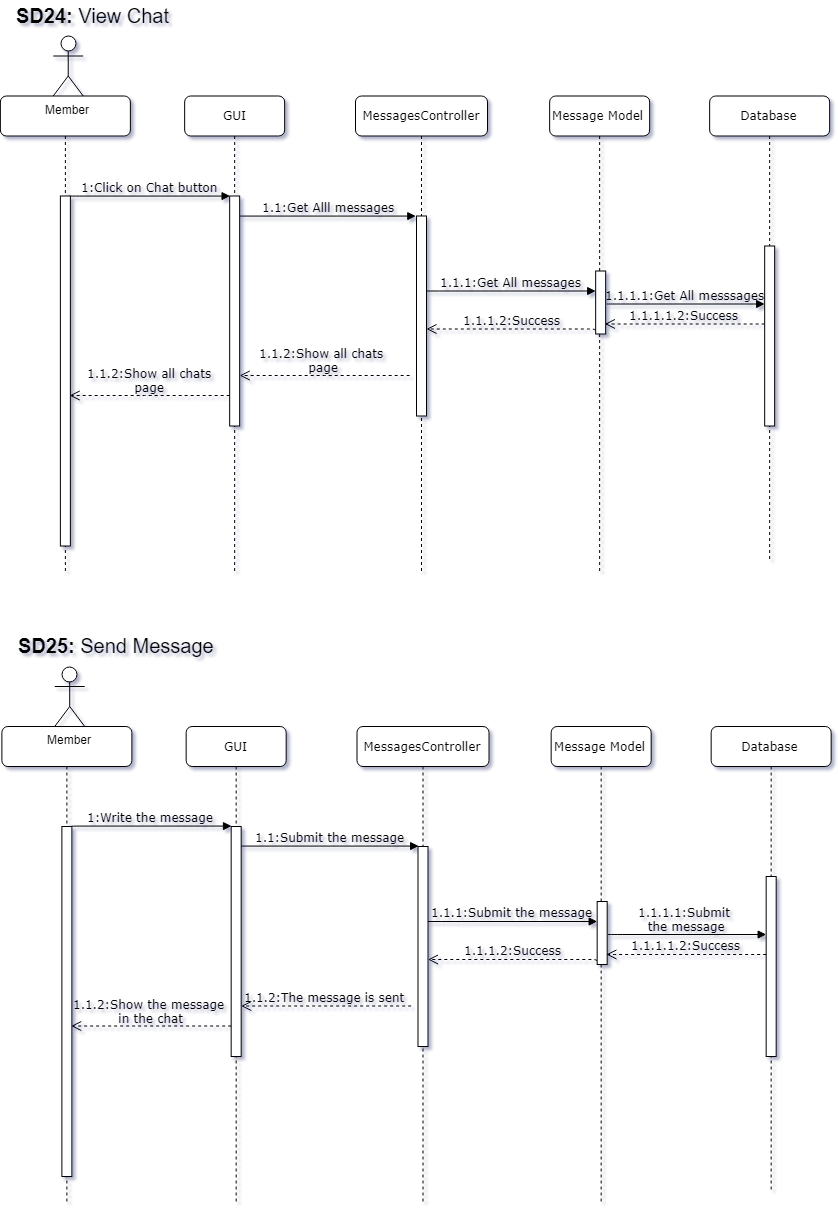 SD24: View Chat
Member
GUI
MessagesController
Message Model
Database
1:Click on Chat button
1.1:Get Alll messages
1.1.1:Get All messages
1.1.1.1:Get All messsages
1.1.1.1.2:Success
1.1.1.2:Success
1.1.2:Show all chats
page
1.1.2:Show all chats
page
SD25: Send Message
Member
GUI
MessagesController
Message Model
Database
1:Write the message
1.1:Submit the message
1.1.1:Submit the message
1.1.1.1:Submit
the message
1.1.1.1.2:Success
1.1.1.2:Success
1.1.2:The message is sent
1.1.2:Show the message
in the chat